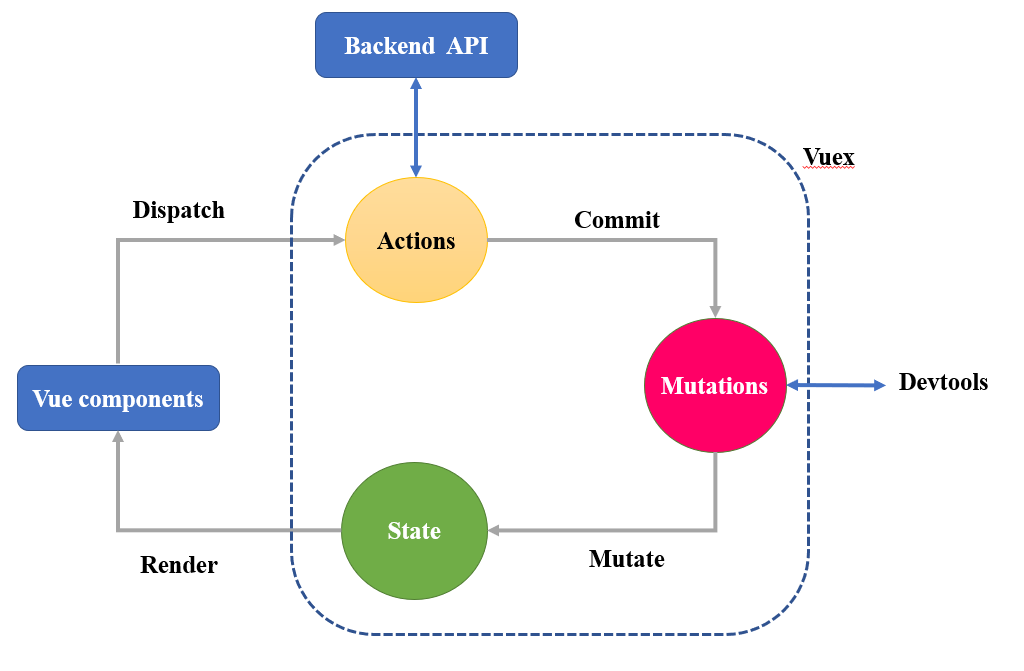 Backend API
Vuex
Dispatch
Commit
Actions
Mutations
Devtools
Vue components
State
Mutate
Render